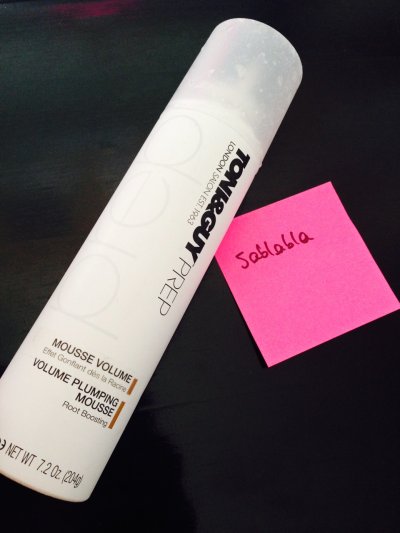 prep
TONI&GUY PREP
LONDON SALON EST 1963
MOUSSE VOLUME
Effet Gonflant dès la Racine
VOLUME PLUMPING
MOUSSE
Root Boosting
e NET WT 7.2 Oz. (204g)
Sablabla